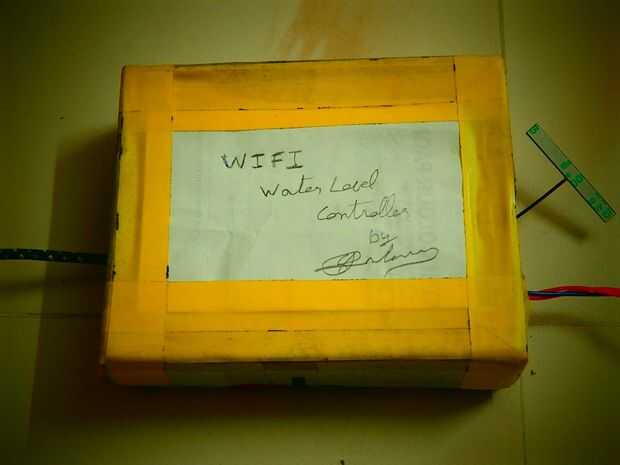 WIFI
Water Level
Controller
by